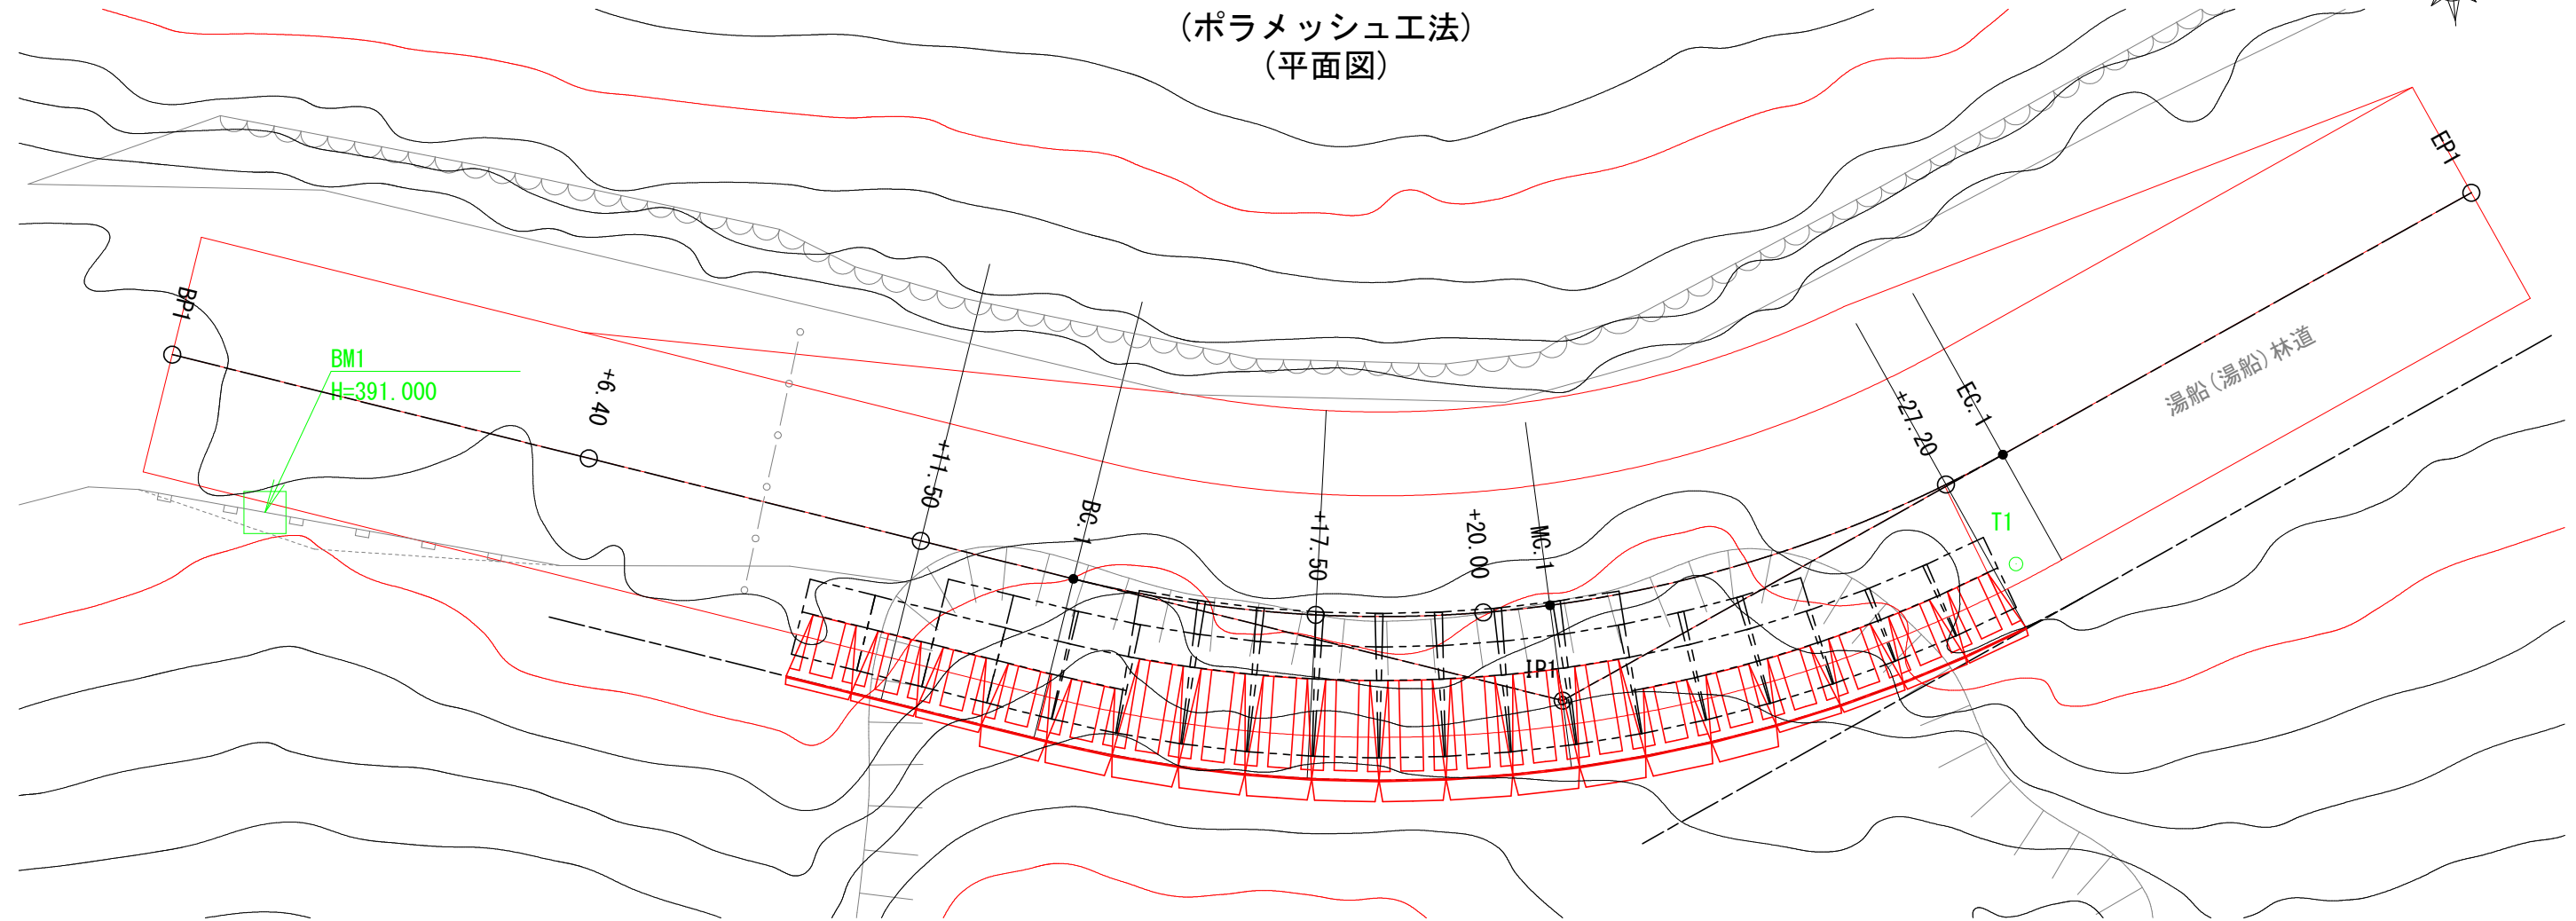 (ポラメッシュ工法)
(平面図)
EP1
BP1
BM1
H=391.000
+6.40
湯船(湯船)林道
EC.1
+27.20
+11.50
BC.1
+17.50
+20.00
MC.1
T1
IP1